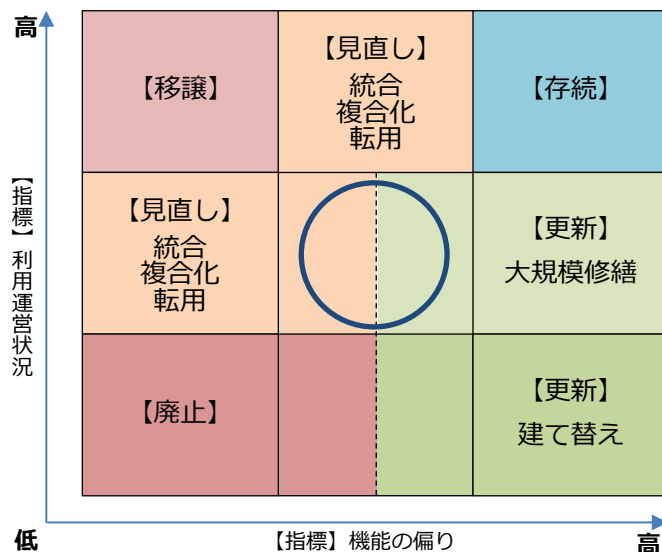 高
【移譲】
【見直し】
統合
複合化
転用
【存続】
【見直し】
統合
複合化
転用
【更新】
大規模修繕
【廃止】
【更新】
建て替え
【指標】利用運営状況
低
【指標】機能の偏り
高